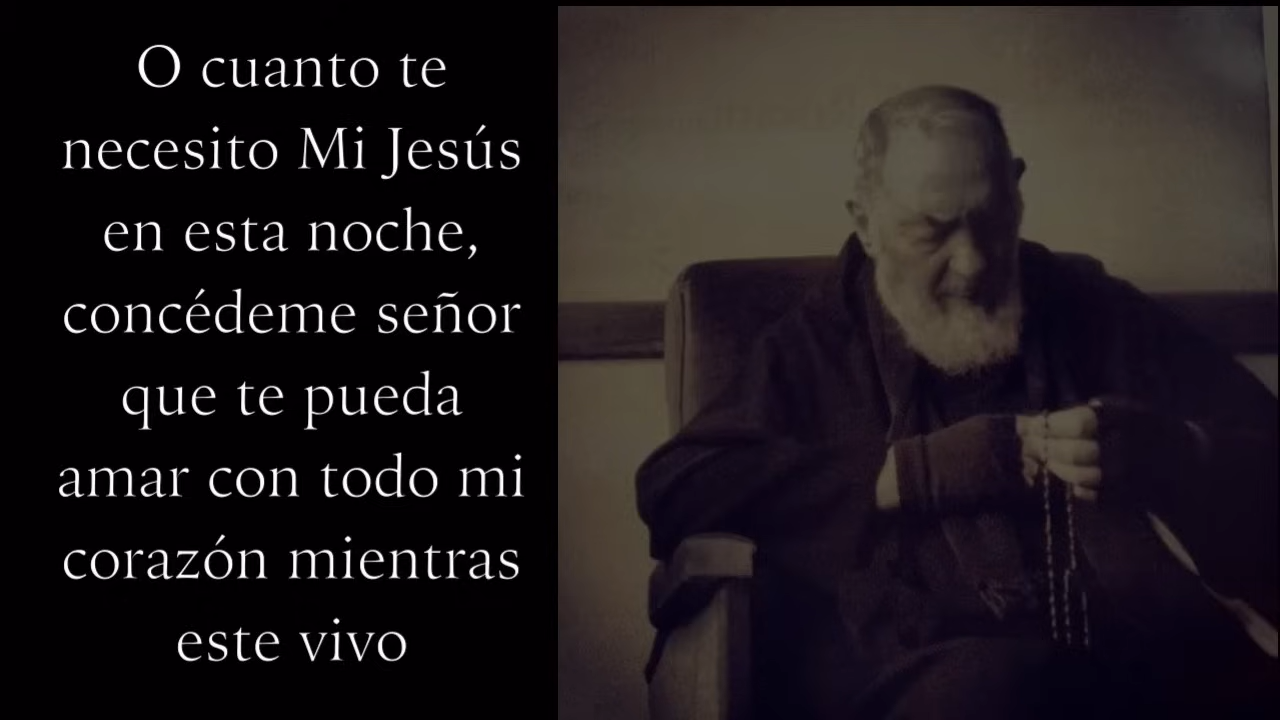 O cuanto te
necesito Mi Jesús
en esta noche,
concédeme señor
que te pueda
amar con todo mi
corazón mientras
este vivo